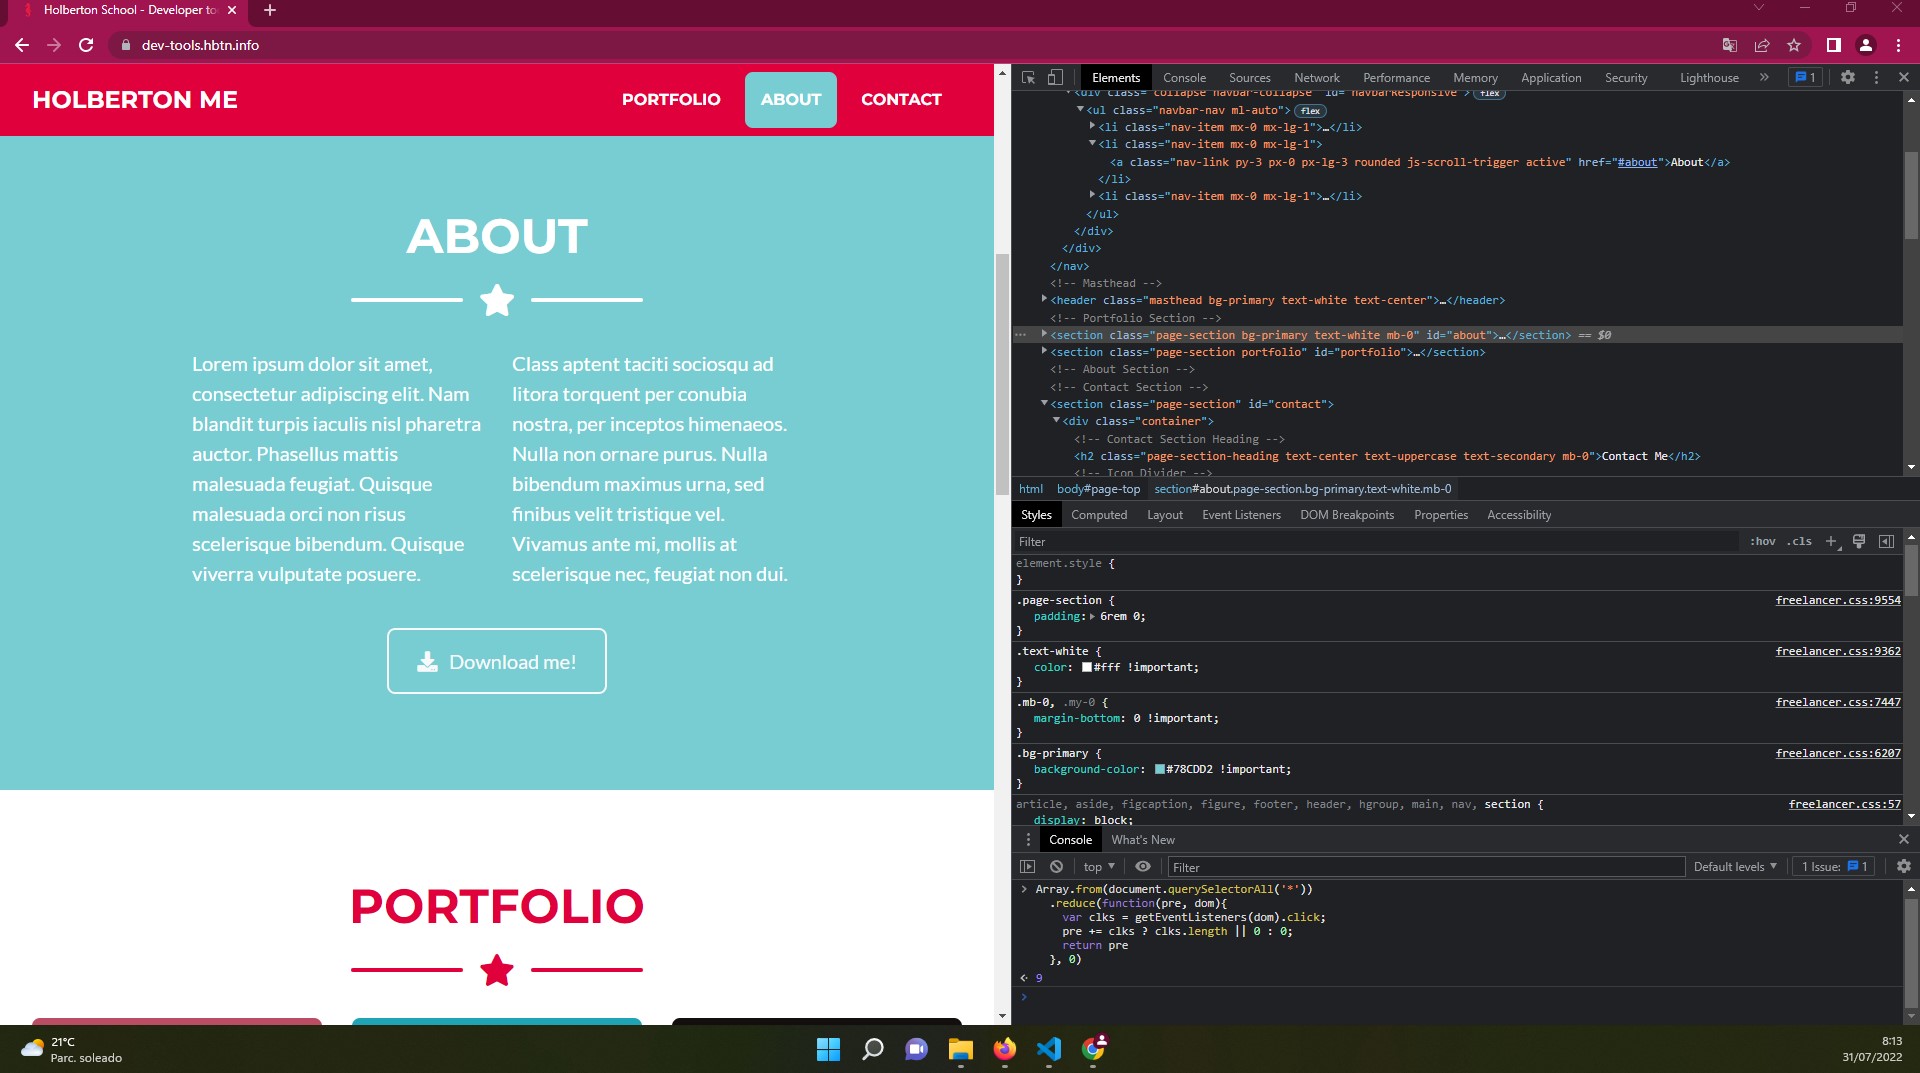 Holberton School - Developer to
dev-tools.hbtn.info
HOLBERTON ME
PORTFOLIO
ABOUT
CONTACT
ABOUT
Lorem ipsum dolor sit amet,
consectetur adipiscing elit. Nam
blandit turpis iaculis nisl pharetra
auctor. Phasellus mattis
malesuada feugiat. Quisque
malesuada orci non risus
scelerisque bibendum. Quisque
viverra vulputate posuere.
Class aptent taciti sociosqu ad
litora torquent per conubia
nostra, per inceptos himenaeos.
Nulla non ornare purus. Nulla
bibendum maximus urna, sed
finibus velit tristique vel.
Vivamus ante mi, mollis at
scelerisque nec, feugiat non dui.
Download me!
PORTFOLIO
Elements Console Sources Network Performance Memory Application Security Lighthouse » 1
<div class="collapse navbar-collapse" id="navbarResponsive"> flex
<ul class="navbar-nav ml-auto"> flex
<li class="nav-item mx-0 mx-lg-1">…</li>
<li class="nav-item mx-0 mx-lg-1">
<a class="nav-link py-3 px-0 px-lg-3 rounded js-scroll-trigger active" href="#about">About</a>
</li>
<li class="nav-item mx-0 mx-lg-1">…</li>
</ul>
</div>
</div>
</nav>
<!-- Masthead -->
<header class="masthead bg-primary text-white text-center">…</header>
<!-- Portfolio Section -->
<section class="page-section bg-primary text-white mb-0" id="about">…</section> == $0
<section class="page-section portfolio" id="portfolio">…</section>
<!-- About Section -->
<!-- Contact Section -->
<section class="page-section" id="contact">
<div class="container">
<!-- Contact Section Heading -->
<h2 class="page-section-heading text-center text-uppercase text-secondary mb-0">Contact Me</h2>
<!-- Icon Divider -->
html body#page-top section#about.page-section.bg-primary.text-white.mb-0
Styles Computed Layout Event Listeners DOM Breakpoints Properties Accessibility
Filter :hov .cls +
element.style {
}
.page-section { freelancer.css:9554
padding: 6rem 0;
}
.text-white { freelancer.css:9362
color: #fff !important;
}
.mb-0, .my-0 { freelancer.css:7447
margin-bottom: 0 !important;
}
.bg-primary { freelancer.css:6207
background-color: #78CDD2 !important;
}
article, aside, figcaption, figure, footer, header, hgroup, main, nav, section { freelancer.css:57
display: block;
Console What's New
top Filter Default levels 1 Issue: 1
Array.from(document.querySelectorAll('*'))
.reduce(function(pre, dom){
var clks = getEventListeners(dom).click;
pre += clks ? clks.length || 0 : 0;
return pre
}, 0)
9
21°C
Parc. soleado
8:13
31/07/2022